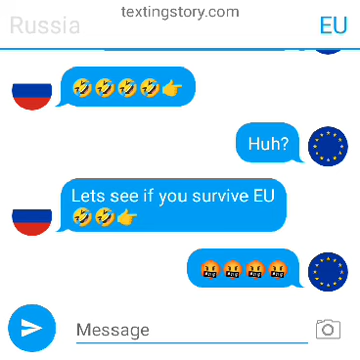 textingstory.com
Russia
EU
🤣🤣🤣🤣👉
Huh?
Lets see if you survive EU
🤣🤣👉
🤬🤬🤬🤬
Message